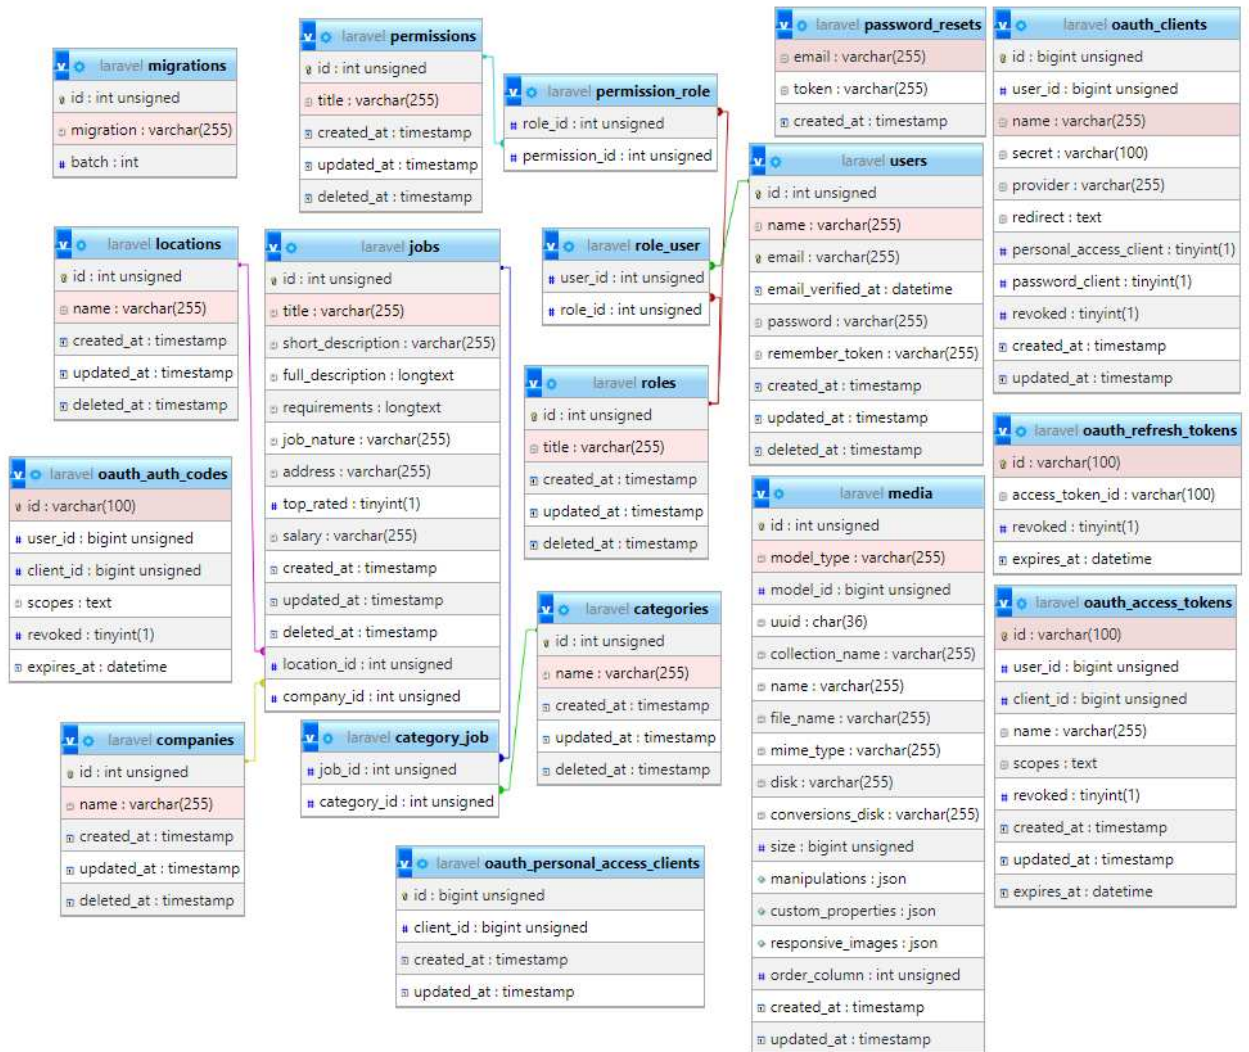 laravel migrations
id : int unsigned
migration : varchar(255)
batch : int
laravel permissions
id : int unsigned
title : varchar(255)
created_at : timestamp
updated_at : timestamp
deleted_at : timestamp
laravel permission_role
role_id : int unsigned
permission_id : int unsigned
laravel password_resets
email : varchar(255)
token : varchar(255)
created_at : timestamp
laravel oauth_clients
id : bigint unsigned
user_id : bigint unsigned
name : varchar(255)
secret : varchar(100)
provider : varchar(255)
redirect : text
personal_access_client : tinyint(1)
password_client : tinyint(1)
revoked : tinyint(1)
created_at : timestamp
updated_at : timestamp
laravel locations
id : int unsigned
name : varchar(255)
created_at : timestamp
updated_at : timestamp
deleted_at : timestamp
laravel jobs
id : int unsigned
title : varchar(255)
short_description : varchar(255)
full_description : longtext
requirements : longtext
job_nature : varchar(255)
address : varchar(255)
top_rated : tinyint(1)
salary : varchar(255)
created_at : timestamp
updated_at : timestamp
deleted_at : timestamp
location_id : int unsigned
company_id : int unsigned
laravel role_user
user_id : int unsigned
role_id : int unsigned
laravel users
id : int unsigned
name : varchar(255)
email : varchar(255)
email_verified_at : datetime
password : varchar(255)
remember_token : varchar(255)
created_at : timestamp
updated_at : timestamp
deleted_at : timestamp
laravel roles
id : int unsigned
title : varchar(255)
created_at : timestamp
updated_at : timestamp
deleted_at : timestamp
laravel oauth_refresh_tokens
id : varchar(100)
access_token_id : varchar(100)
revoked : tinyint(1)
expires_at : datetime
laravel oauth_auth_codes
id : varchar(100)
user_id : bigint unsigned
client_id : bigint unsigned
scopes : text
revoked : tinyint(1)
expires_at : datetime
laravel media
id : int unsigned
model_type : varchar(255)
model_id : bigint unsigned
uuid : char(36)
collection_name : varchar(255)
name : varchar(255)
file_name : varchar(255)
mime_type : varchar(255)
disk : varchar(255)
conversions_disk : varchar(255)
size : bigint unsigned
manipulations : json
custom_properties : json
responsive_images : json
order_column : int unsigned
created_at : timestamp
updated_at : timestamp
laravel categories
id : int unsigned
name : varchar(255)
created_at : timestamp
updated_at : timestamp
deleted_at : timestamp
laravel oauth_access_tokens
id : varchar(100)
user_id : bigint unsigned
client_id : bigint unsigned
name : varchar(255)
scopes : text
revoked : tinyint(1)
created_at : timestamp
updated_at : timestamp
expires_at : datetime
laravel companies
id : int unsigned
name : varchar(255)
created_at : timestamp
updated_at : timestamp
deleted_at : timestamp
laravel category_job
job_id : int unsigned
category_id : int unsigned
laravel oauth_personal_access_clients
id : bigint unsigned
client_id : bigint unsigned
created_at : timestamp
updated_at : timestamp